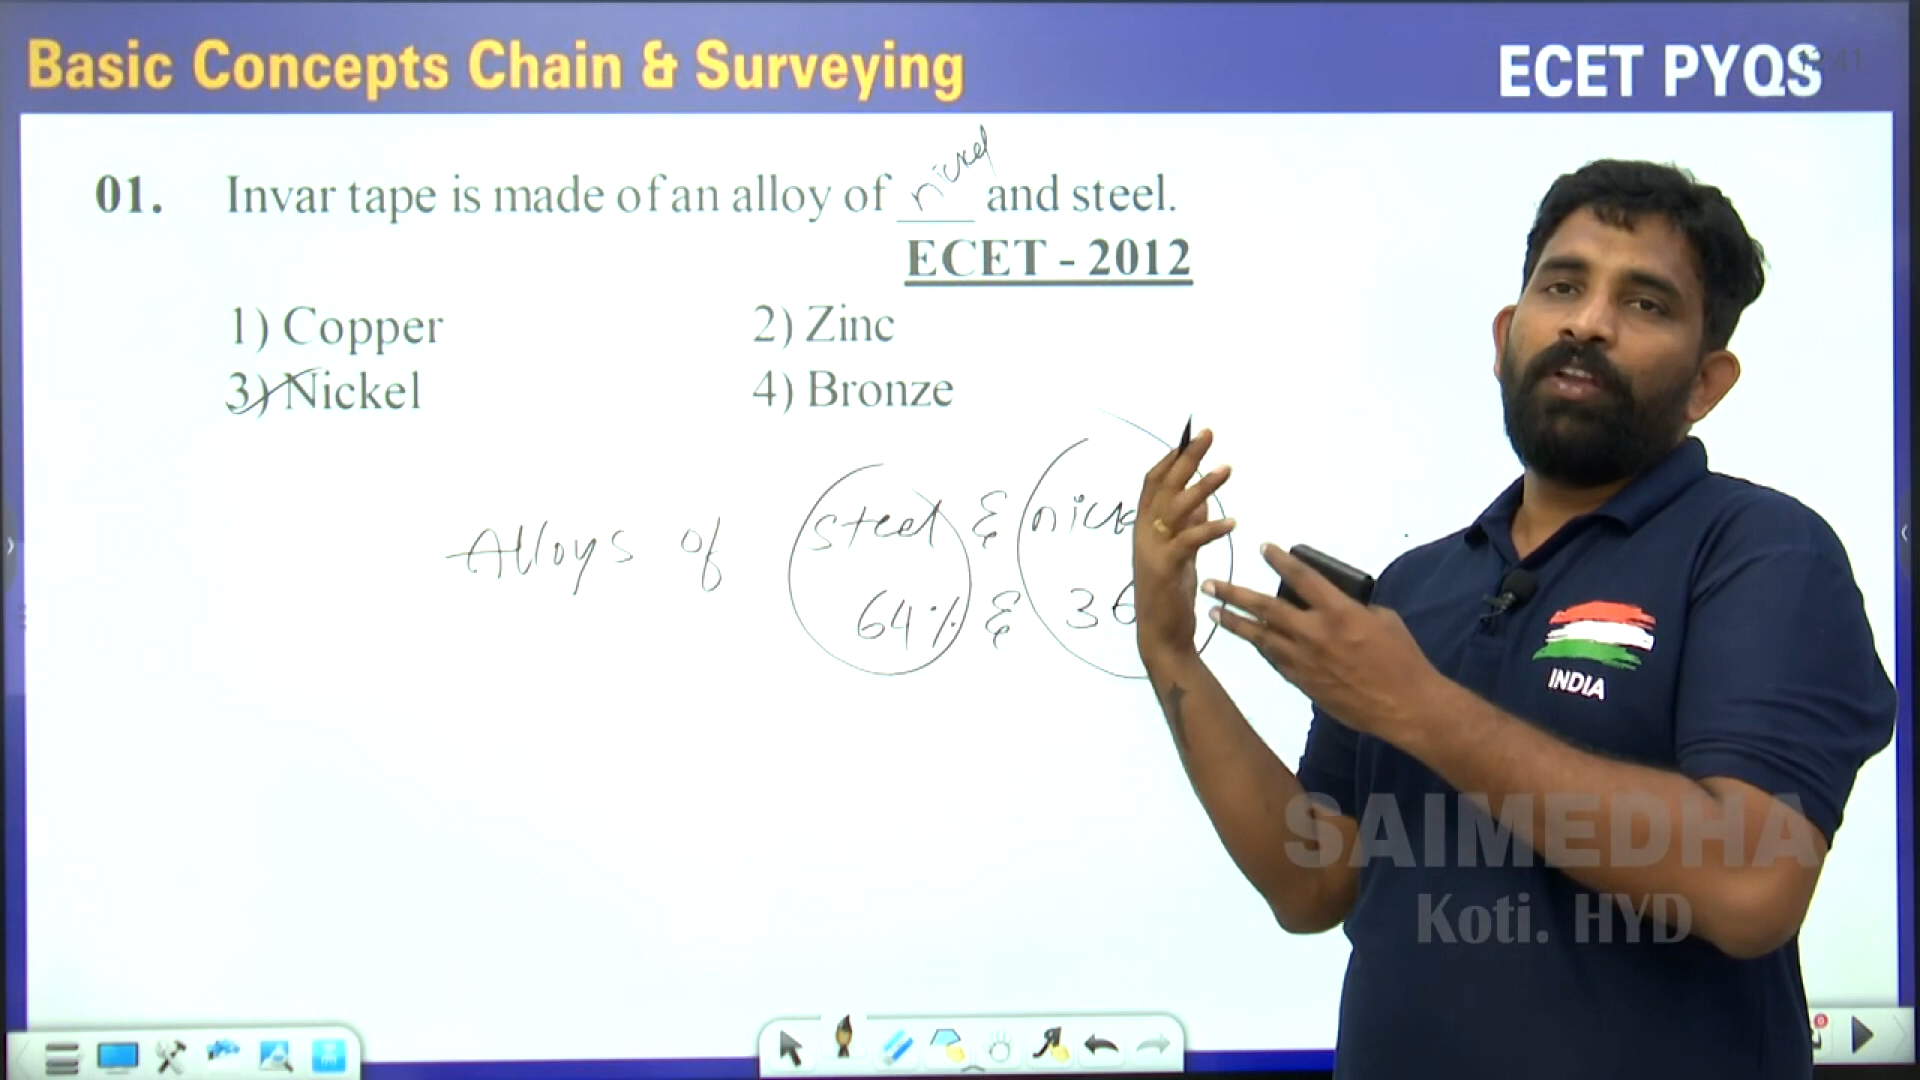 Basic Concepts Chain & Surveying
ECET PYQS
01. Invar tape is made of an alloy of nickel and steel.
ECET - 2012
1) Copper
2) Zinc
3) Nickel
4) Bronze
Alloys of steel & nick
64% & 36
INDIA
SAIMEDHA
Koti. HYD